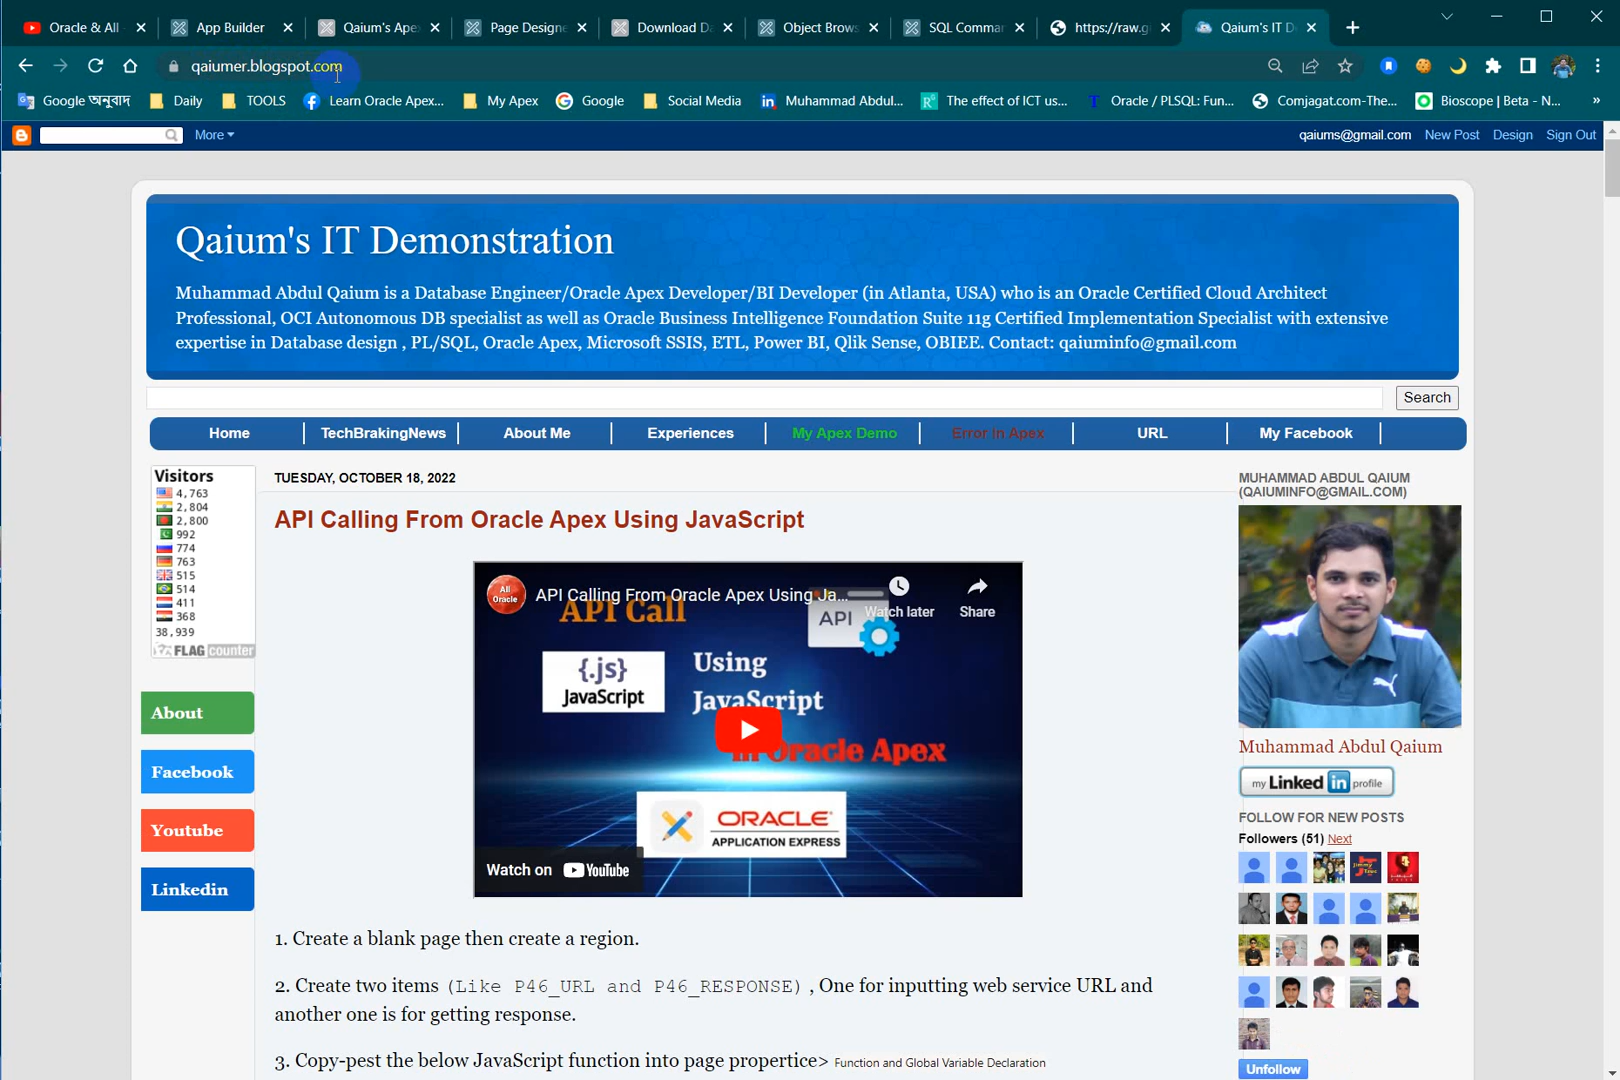 Oracle & All
App Builder
Qaium's Apex
Page Designe
Download Da
Object Brows
SQL Comman
https://raw.gi
Qaium's IT D
qaiumer.blogspot.com
Google অনুবাদ
Daily
TOOLS
Learn Oracle Apex...
My Apex
Google
Social Media
Muhammad Abdul...
The effect of ICT us...
Oracle / PLSQL: Fun...
Comjagat.com-The...
Bioscope | Beta - N...
»
More
qaiums@gmail.com New Post Design Sign Out
Qaium's IT Demonstration
Muhammad Abdul Qaium is a Database Engineer/Oracle Apex Developer/BI Developer (in Atlanta, USA) who is an Oracle Certified Cloud Architect
Professional, OCI Autonomous DB specialist as well as Oracle Business Intelligence Foundation Suite 11g Certified Implementation Specialist with extensive
expertise in Database design , PL/SQL, Oracle Apex, Microsoft SSIS, ETL, Power BI, Qlik Sense, OBIEE. Contact: qaiuminfo@gmail.com
Search
Home
TechBrakingNews
About Me
Experiences
My Apex Demo
Error in Apex
URL
My Facebook
Visitors
4,763
2,804
2,800
992
774
763
515
514
411
368
38,939
FLAG counter
About
Facebook
Youtube
Linkedin
TUESDAY, OCTOBER 18, 2022
API Calling From Oracle Apex Using JavaScript
All
Oracle
API Calling From Oracle Apex Using Ja...
Watch later
Share
API Call
API
{.js}
JavaScript
Using
JavaScript
in Oracle Apex
ORACLE
APPLICATION EXPRESS
Watch on YouTube
1. Create a blank page then create a region.
2. Create two items (Like P46_URL and P46_RESPONSE) , One for inputting web service URL and
another one is for getting response.
3. Copy-pest the below JavaScript function into page propertice> Function and Global Variable Declaration
MUHAMMAD ABDUL QAIUM
(QAIUMINFO@GMAIL.COM)
Muhammad Abdul Qaium
my Linked in profile
FOLLOW FOR NEW POSTS
Followers (51) Next
Unfollow